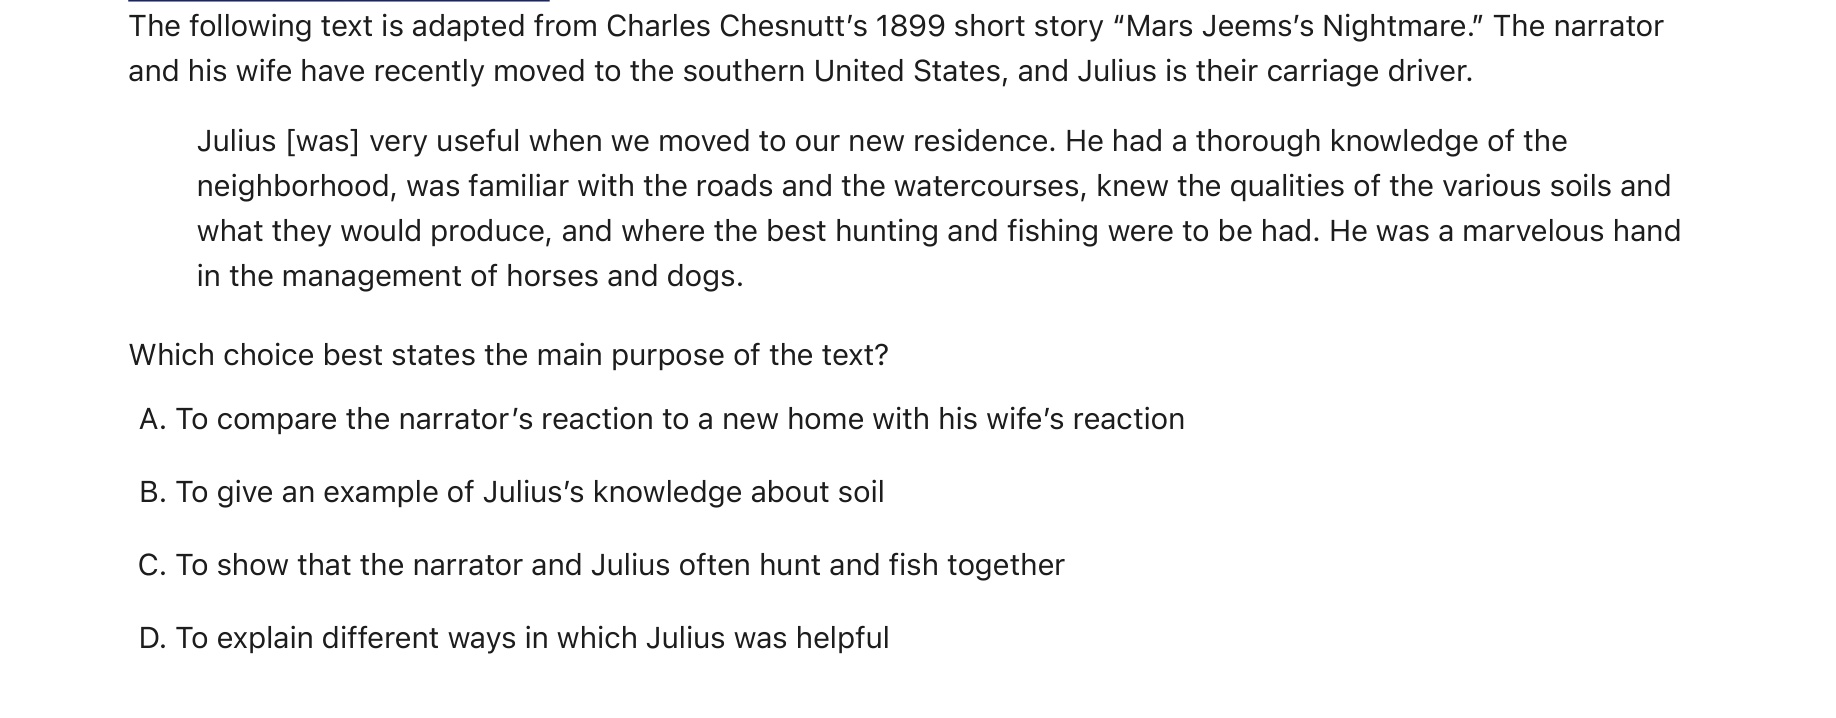 The following text is adapted from Charles Chesnutt’s 1899 short story “Mars Jeems’s Nightmare.” The narrator
and his wife have recently moved to the southern United States, and Julius is their carriage driver.
Julius [was] very useful when we moved to our new residence. He had a thorough knowledge of the
neighborhood, was familiar with the roads and the watercourses, knew the qualities of the various soils and
what they would produce, and where the best hunting and fishing were to be had. He was a marvelous hand
in the management of horses and dogs.
Which choice best states the main purpose of the text?
A. To compare the narrator’s reaction to a new home with his wife’s reaction
B. To give an example of Julius’s knowledge about soil
C. To show that the narrator and Julius often hunt and fish together
D. To explain different ways in which Julius was helpful